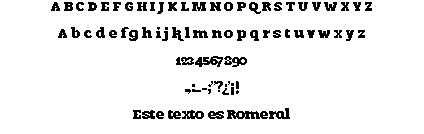 A B C D E F G H I J K L M N O P Q R S T U V W X Y Z
A b c d e f g h i j k l m n o p q r s t u v w x y z
1234567890
.,:;-¡"?¿¡!
Este texto es Romeral